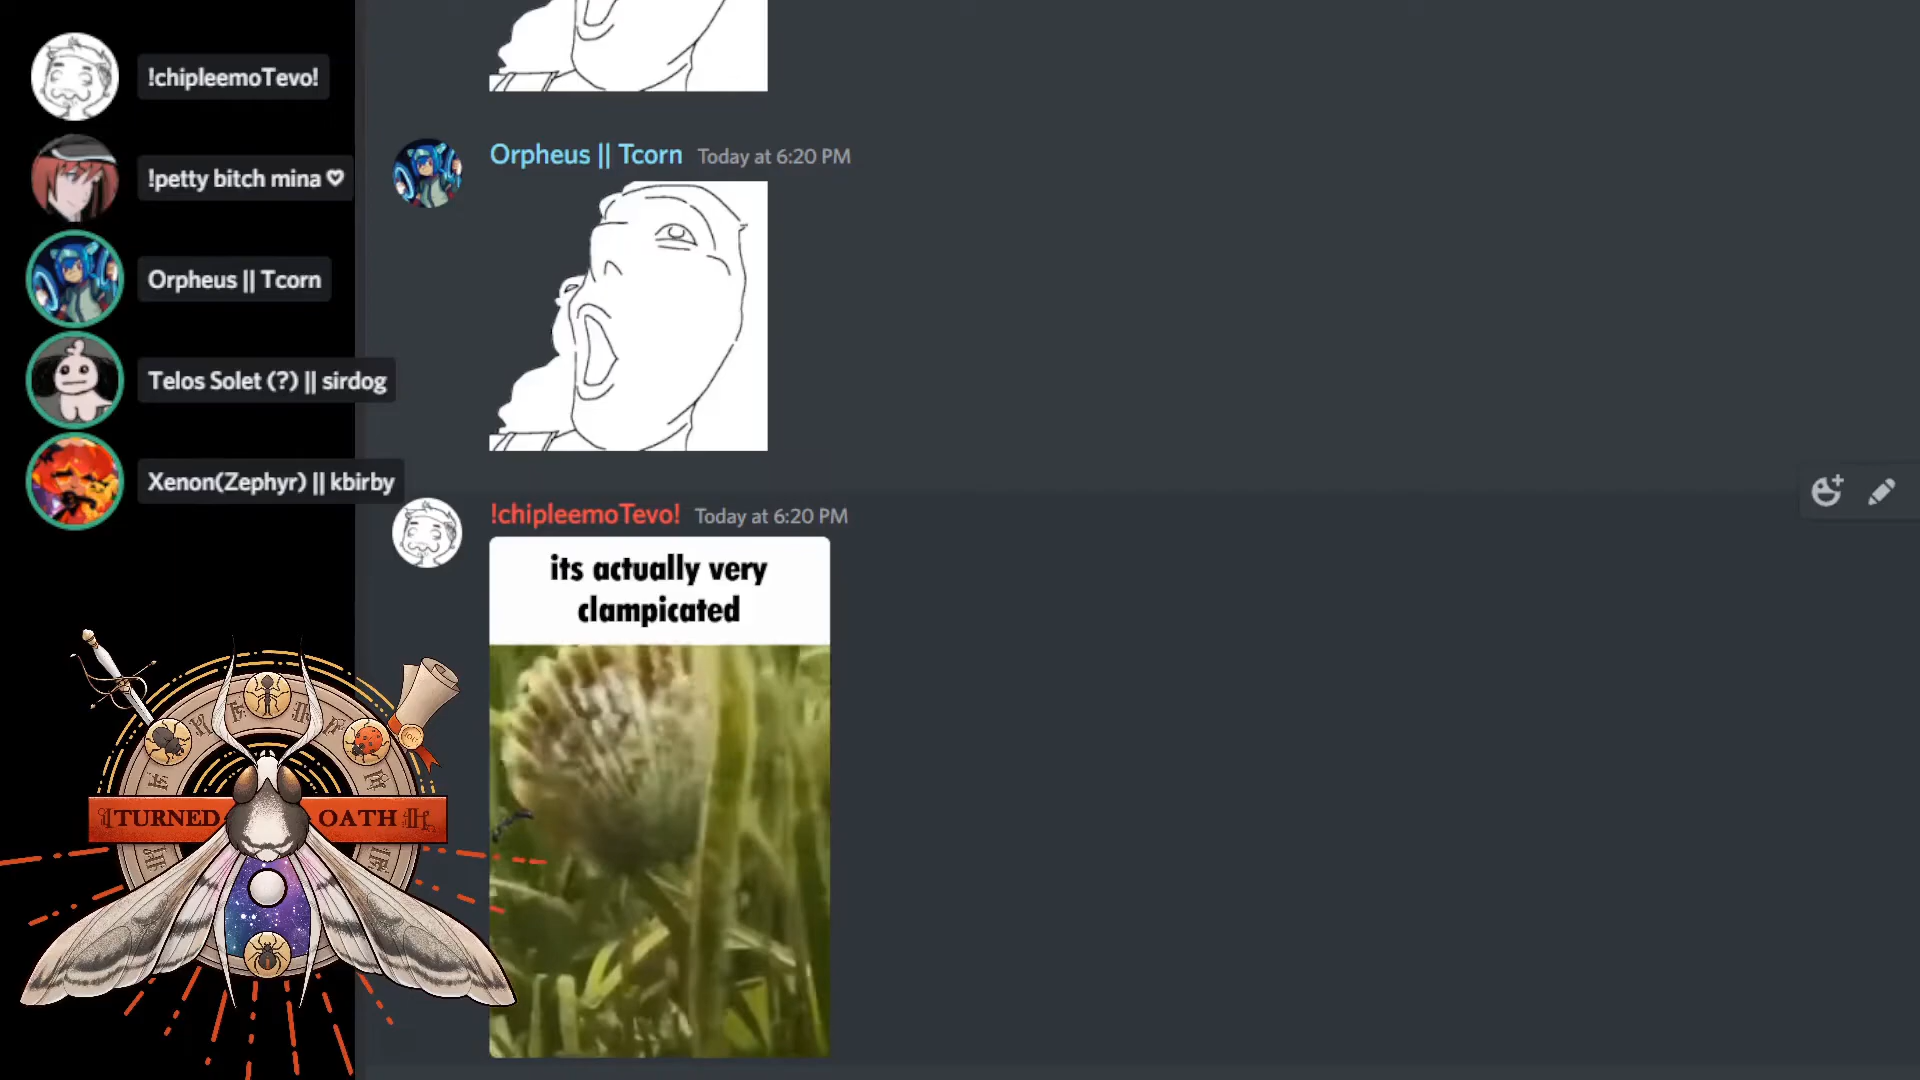 !chipleemoTevo!
!petty bitch mina ♡
Orpheus || Tcorn
Telos Solet (?) || sirdog
Xenon(Zephyr) || kbirby
Orpheus || Tcorn Today at 6:20 PM
!chipleemoTevo! Today at 6:20 PM
its actually very
clampicated
TURNED OATH